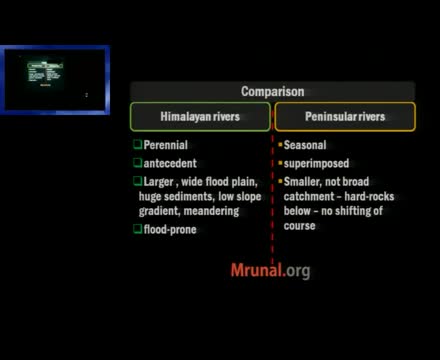 Comparison
Himalayan rivers
Peninsular rivers
Perennial
antecedent
Larger , wide flood plain,
huge sediments, low slope
gradient, meandering
flood-prone
Seasonal
superimposed
Smaller, not broad
catchment – hard-rocks
below – no shifting of
course
Mrunal.org